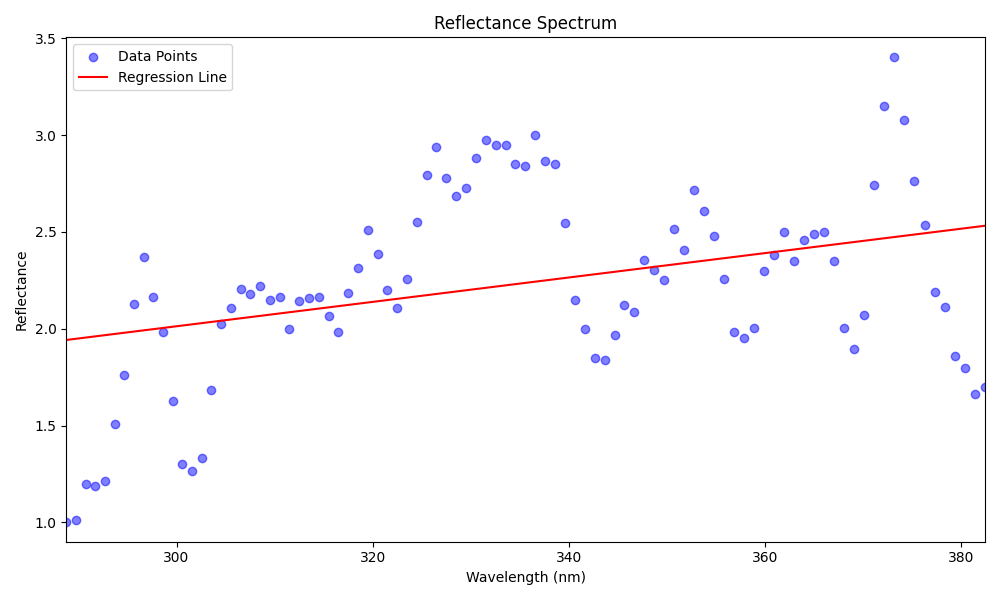 Reflectance Spectrum
Data Points
Regression Line
3.5
3.0
2.5
2.0
1.5
1.0
Reflectance
300
320
340
360
380
Wavelength (nm)